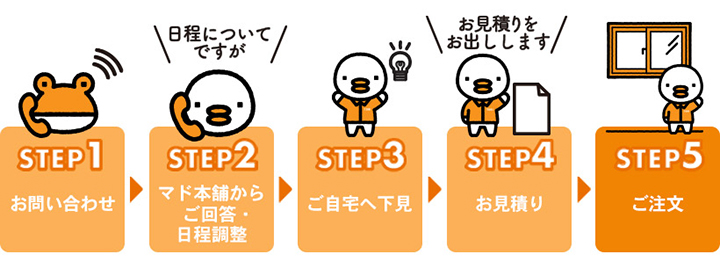 STEP1
お問い合わせ
日程について
ですが
STEP2
マド本舗から
ご回答・
日程調整
STEP3
ご自宅へ下見
お見積りを
お出しします
STEP4
お見積り
STEP5
ご注文